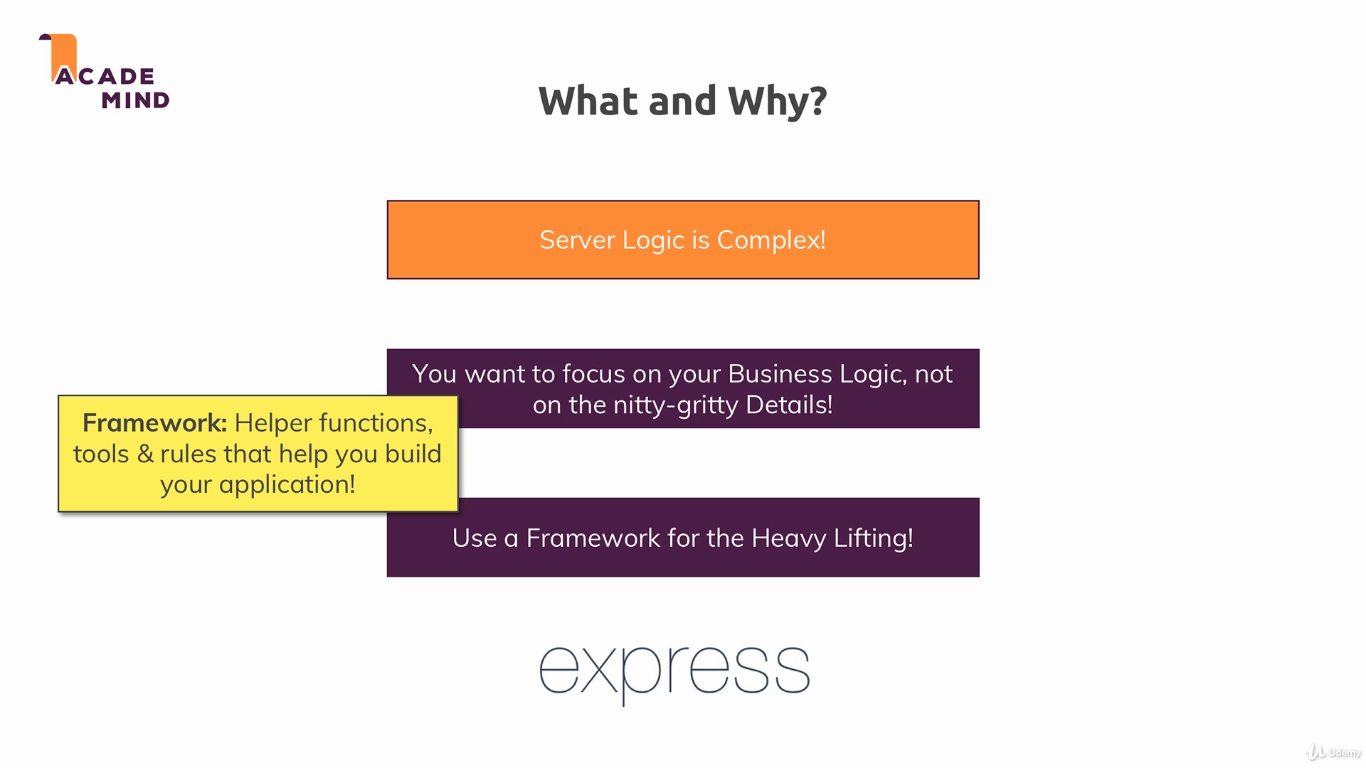 ACADE
MIND
What and Why?
Server Logic is Complex!
You want to focus on your Business Logic, not
on the nitty-gritty Details!
Framework: Helper functions,
tools & rules that help you build
your application!
Use a Framework for the Heavy Lifting!
express
Udemy